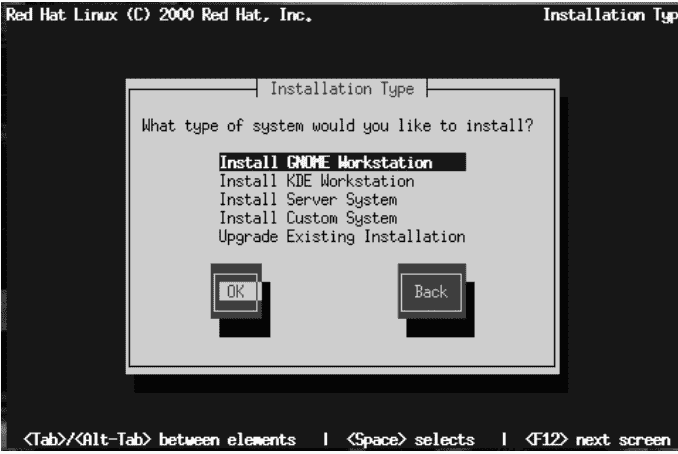 Red Hat Linux (C) 2000 Red Hat, Inc.    Installation Typ
Installation Type
What type of system would you like to install?
Install GNOME Workstation
Install KDE Workstation
Install Server System
Install Custom System
Upgrade Existing Installation
OK    Back
<Tab>/<Alt-Tab> between elements   |  <Space> selects   |  <F12> next screen